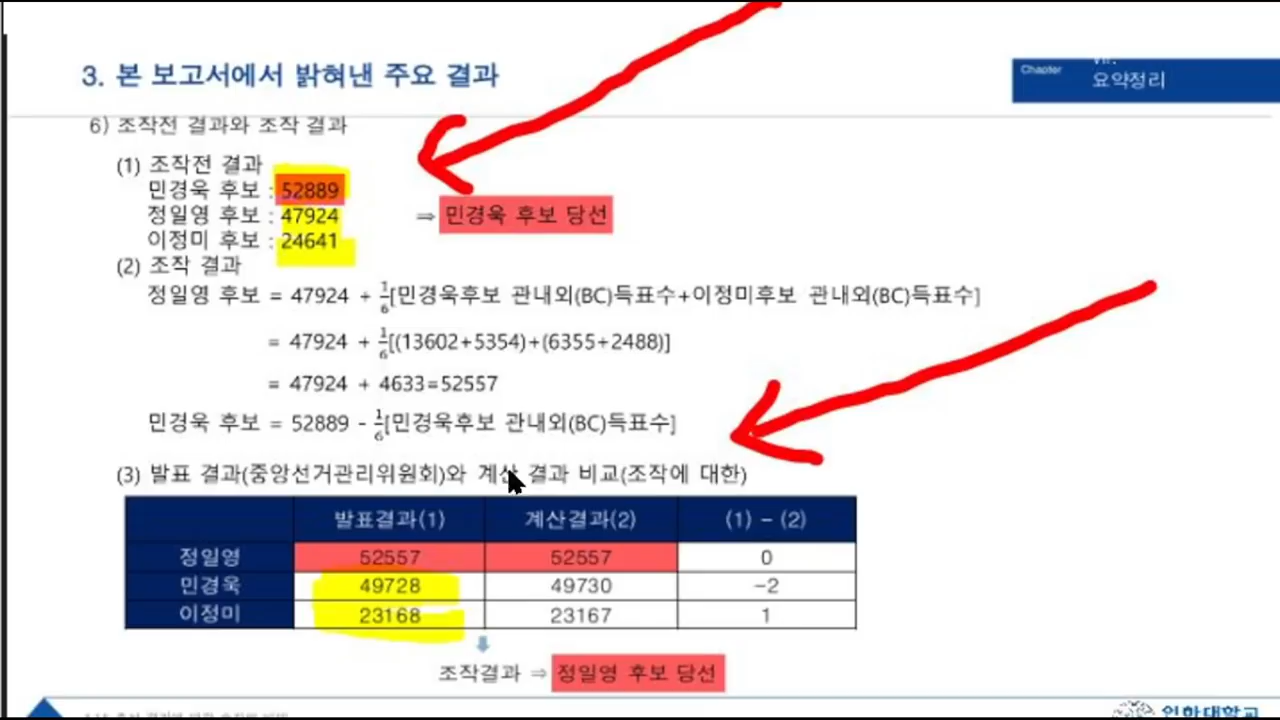 3. 본 보고서에서 밝혀낸 주요 결과
Chapter
요약정리
6) 조작전 결과와 조작 결과
(1) 조작전 결과
민경욱 후보 : 52889
정일영 후보 : 47924 ⇒ 민경욱 후보 당선
이정미 후보 : 24641
(2) 조작 결과
정일영 후보 = 47924 + 1/6[민경욱후보 관내외(BC)득표수+이정미후보 관내외(BC)득표수]
= 47924 + 1/6[(13602+5354)+(6355+2488)]
= 47924 + 4633=52557
민경욱 후보 = 52889 - 1/6[민경욱후보 관내외(BC)득표수]
(3) 발표 결과(중앙선거관리위원회)와 계산 결과 비교(조작에 대한)
발표결과(1) 계산결과(2) (1) - (2)
정일영 52557 52557 0
민경욱 49728 49730 -2
이정미 23168 23167 1
조작결과 ⇒ 정일영 후보 당선
인하대학교